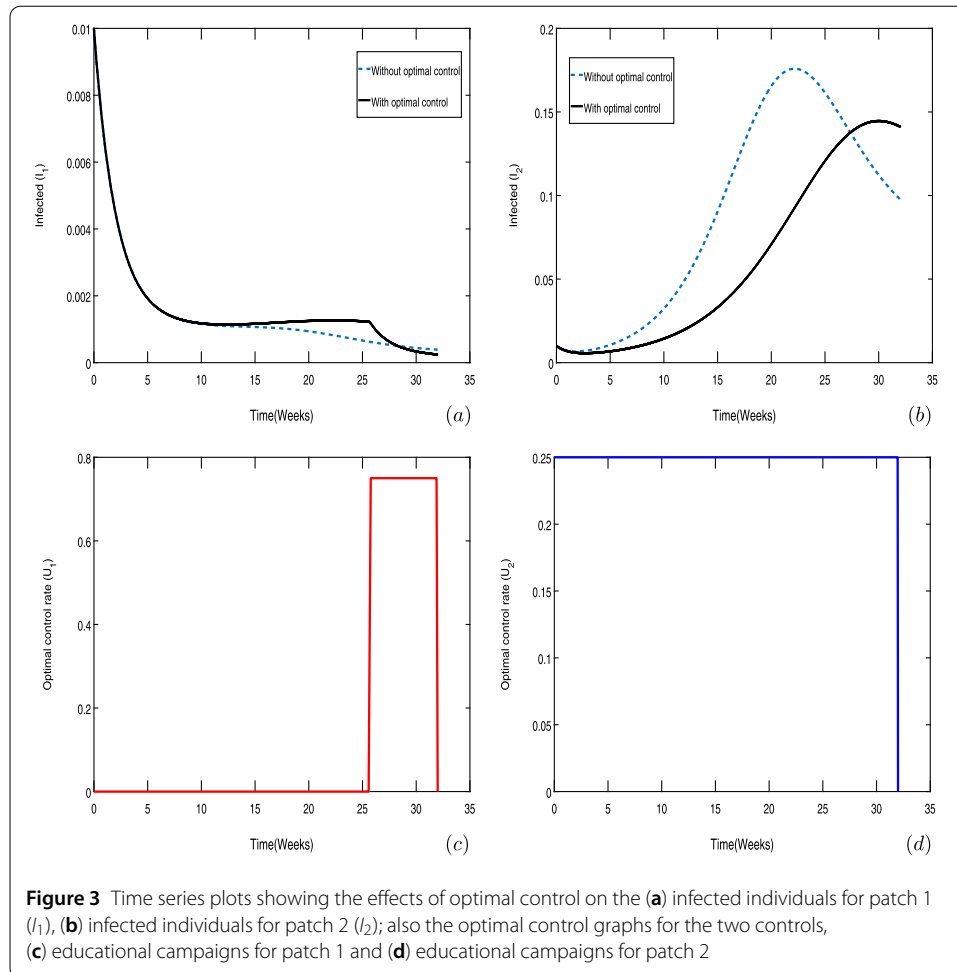 0.01
0.008
0.006
0.004
0.002
0
Infected (I1)
0 5 10 15 20 25 30 35
Time(Weeks)
(a)
Without optimal control
With optimal control
0.2
0.15
0.1
0.05
0
Infected (I2)
0 5 10 15 20 25 30 35
Time(Weeks)
(b)
Without optimal control
With optimal control
0.8
0.6
0.4
0.2
0
Optimal control rate (U1)
0 5 10 15 20 25 30 35
Time(Weeks)
(c)
0.25
0.2
0.15
0.1
0.05
0
Optimal control rate (U2)
0 5 10 15 20 25 30 35
Time(Weeks)
(d)
Figure 3 Time series plots showing the effects of optimal control on the (a) infected individuals for patch 1
(I1), (b) infected individuals for patch 2 (I2); also the optimal control graphs for the two controls,
(c) educational campaigns for patch 1 and (d) educational campaigns for patch 2